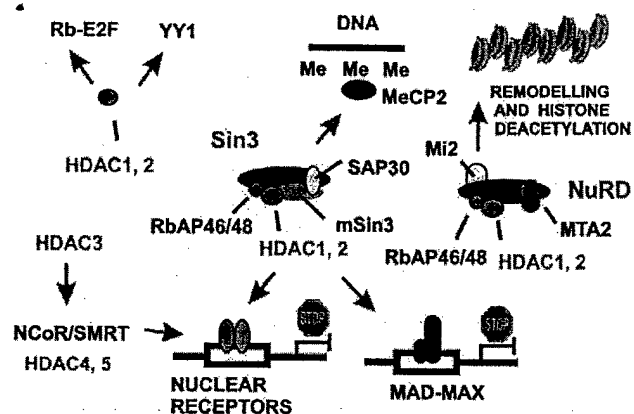 Rb-E2F
YY1
HDAC1, 2
DNA
Me Me Me
MeCP2
Sin3
SAP30
RbAP46/48
mSin3
HDAC1, 2
REMODELLING
AND HISTONE
DEACETYLATION
Mi2
NuRD
MTA2
RbAP46/48
HDAC1, 2
HDAC3
NCoR/SMRT
HDAC4, 5
STOP
NUCLEAR
RECEPTORS
STOP
MAD-MAX